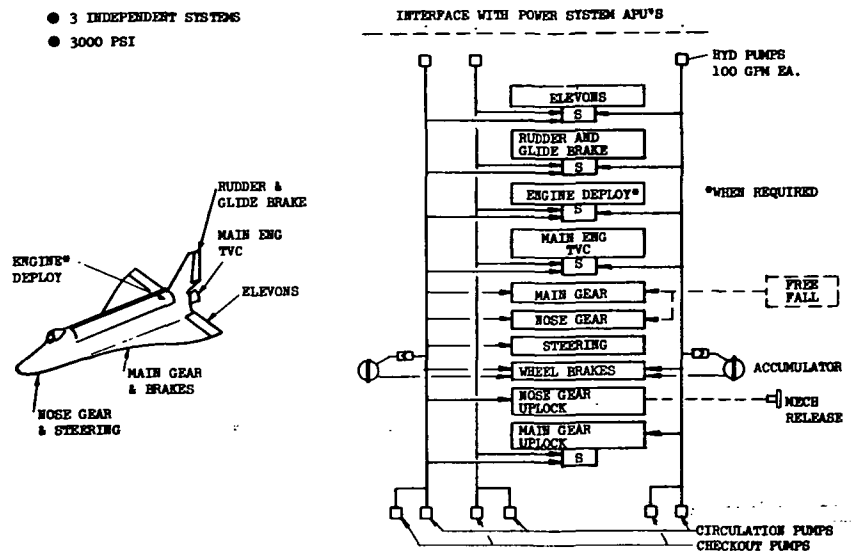 ● 3 INDEPENDENT SYSTEMS
● 3000 PSI
INTERFACE WITH POWER SYSTEM APU'S
HYD PUMPS
100 GPM EA.
ELEVONS
S
RUDDER AND
GLIDE BRAKE
S
ENGINE DEPLOY*
S
*WHEN REQUIRED
MAIN ENG
TVC
S
MAIN GEAR
FREE
FALL
NOSE GEAR
STEERING
WHEEL BRAKES
ACCUMULATOR
NOSE GEAR
UPLOCK
MECH
RELEASE
MAIN GEAR
UPLOCK
S
CIRCULATION PUMPS
CHECKOUT PUMPS
RUDDER &
GLIDE BRAKE
MAIN ENG
TVC
ENGINE*
DEPLOY
ELEVONS
MAIN GEAR
& BRAKES
NOSE GEAR
& STEERING